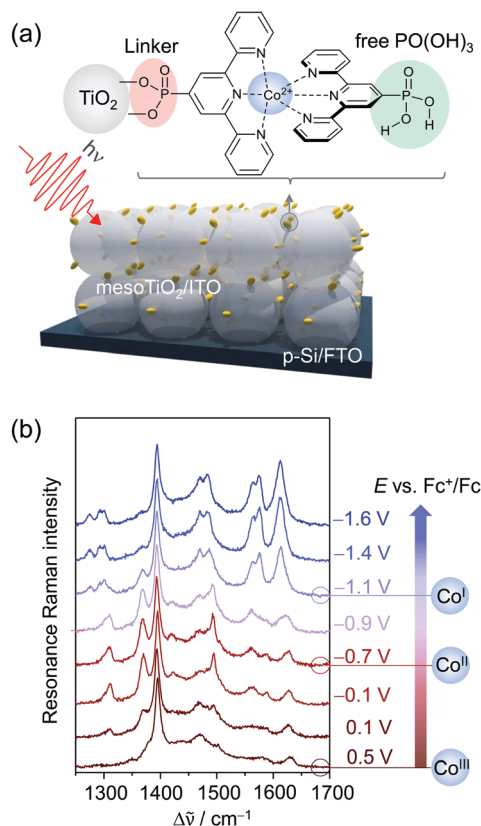 (a)
Linker
free PO(OH)3
TiO2
O
O
O
P
N
N
N
Co2+
N
N
N
O
P
O
O
H
H
hν
mesoTiO2/ITO
p-Si/FTO
(b)
Resonance Raman intensity
E vs. Fc+/Fc
−1.6 V
−1.4 V
−1.1 V
CoI
−0.9 V
−0.7 V
CoII
−0.1 V
0.1 V
0.5 V
CoIII
1300 1400 1500 1600 1700
Δν̃ / cm−1